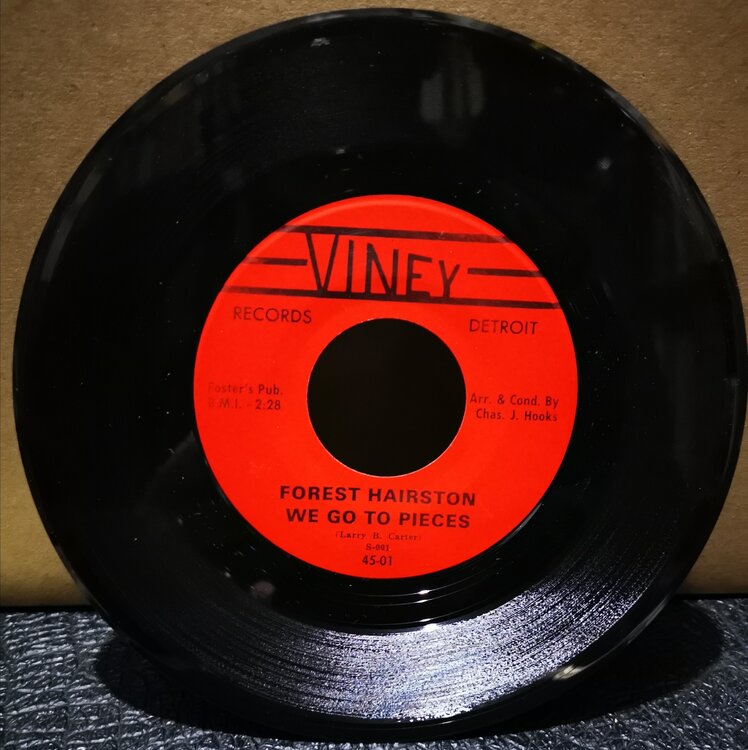 VINEY
RECORDS
DETROIT
Foster's Pub.
B.M.I. - 2:28
Arr. & Cond. By
Chas. J. Hooks
FOREST HAIRSTON
WE GO TO PIECES
(Larry B. Carter)
S-001
45-01